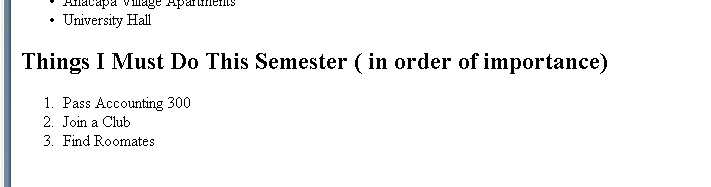 • Anacapa Village Apartments
• University Hall
Things I Must Do This Semester ( in order of importance)
1. Pass Accounting 300
2. Join a Club
3. Find Roomates